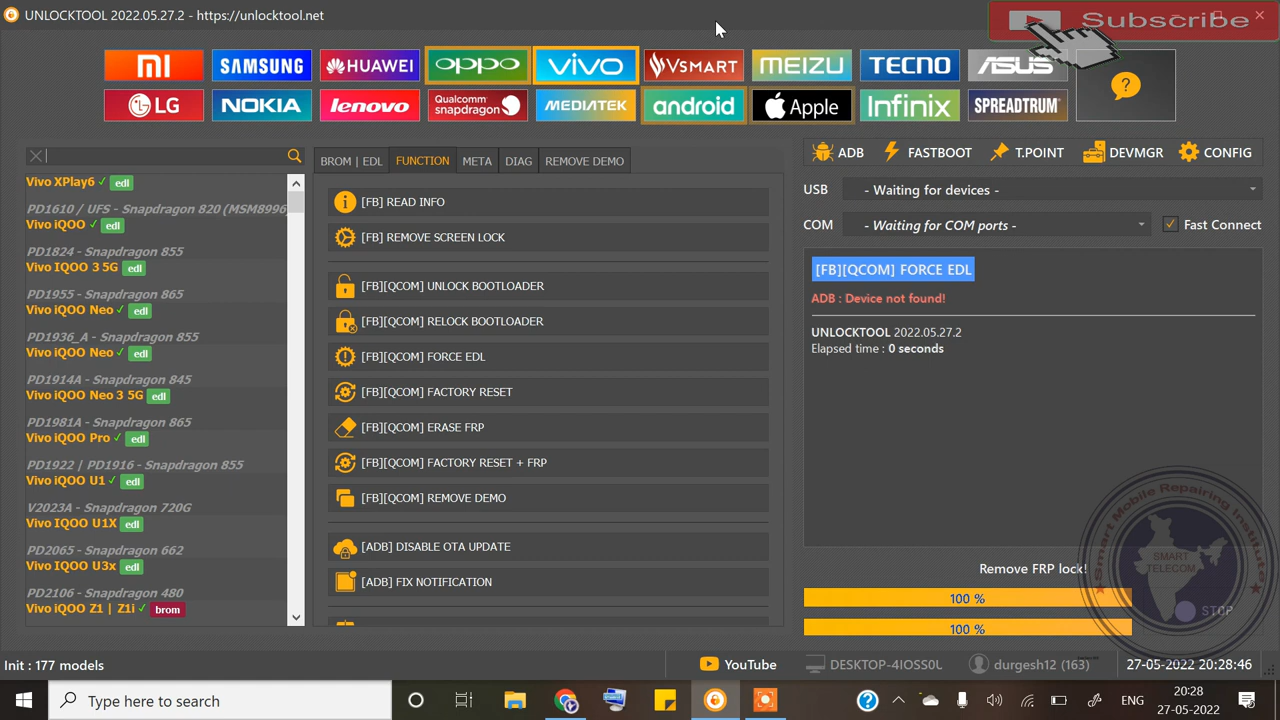 UNLOCKTOOL 2022.05.27.2 - https://unlocktool.net
Subscribe
MI SAMSUNG HUAWEI OPPO vivo VSMART MEIZU TECNO ASUS
LG NOKIA lenovo Qualcomm snapdragon MEDIATEK android Apple Infinix SPREADTRUM ?
BROM | EDL FUNCTION META DIAG REMOVE DEMO
ADB FASTBOOT T.POINT DEVMGR CONFIG
Vivo XPlay6 ✓ edl
PD1610 / UFS - Snapdragon 820 (MSM8996
Vivo iQOO ✓ edl
PD1824 - Snapdragon 855
Vivo IQOO 3 5G edl
PD1955 - Snapdragon 865
Vivo iQOO Neo ✓ edl
PD1936_A - Snapdragon 855
Vivo iQOO Neo ✓ edl
PD1914A - Snapdragon 845
Vivo iQOO Neo 3 5G edl
PD1981A - Snapdragon 865
Vivo iQOO Pro ✓ edl
PD1922 | PD1916 - Snapdragon 855
Vivo iQOO U1 ✓ edl
V2023A - Snapdragon 720G
Vivo IQOO U1X edl
PD2065 - Snapdragon 662
Vivo IQOO U3x edl
PD2106 - Snapdragon 480
Vivo iQOO Z1 | Z1i ✓ brom
[FB] READ INFO
[FB] REMOVE SCREEN LOCK
[FB][QCOM] UNLOCK BOOTLOADER
[FB][QCOM] RELOCK BOOTLOADER
[FB][QCOM] FORCE EDL
[FB][QCOM] FACTORY RESET
[FB][QCOM] ERASE FRP
[FB][QCOM] FACTORY RESET + FRP
[FB][QCOM] REMOVE DEMO
[ADB] DISABLE OTA UPDATE
[ADB] FIX NOTIFICATION
USB - Waiting for devices -
COM - Waiting for COM ports - Fast Connect
[FB][QCOM] FORCE EDL
ADB : Device not found!
UNLOCKTOOL 2022.05.27.2
Elapsed time : 0 seconds
Smart Mobile Repairing Institute
SMART
TELECOM
Remove FRP lock!
100 %
STOP
100 %
Init : 177 models
YouTube
DESKTOP-4IOSS0U
durgesh12 (163)
27-05-2022 20:28:46
Type here to search
ENG
20:28
27-05-2022